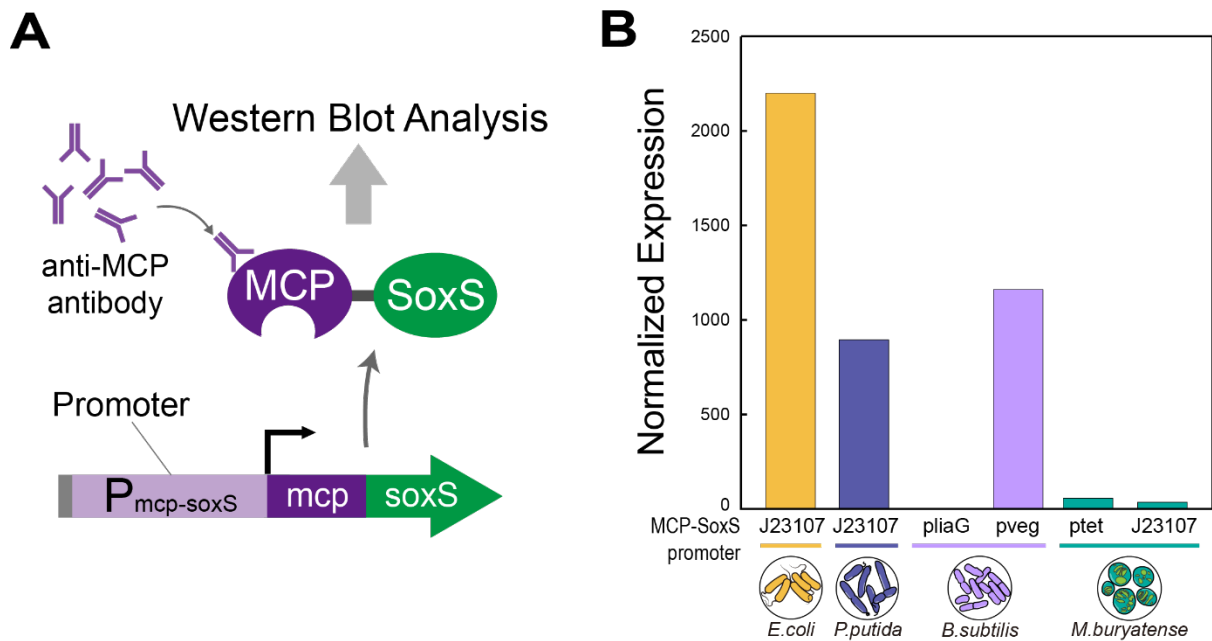 A
Western Blot Analysis
anti-MCP
antibody
MCP
SoxS
Promoter
Pmcp-soxS
mcp
soxS
B
Normalized Expression
2500
2000
1500
1000
500
0
MCP-SoxS
promoter
J23107 J23107 pliaG pveg ptet J23107
E.coli P.putida B.subtilis M.buryatense